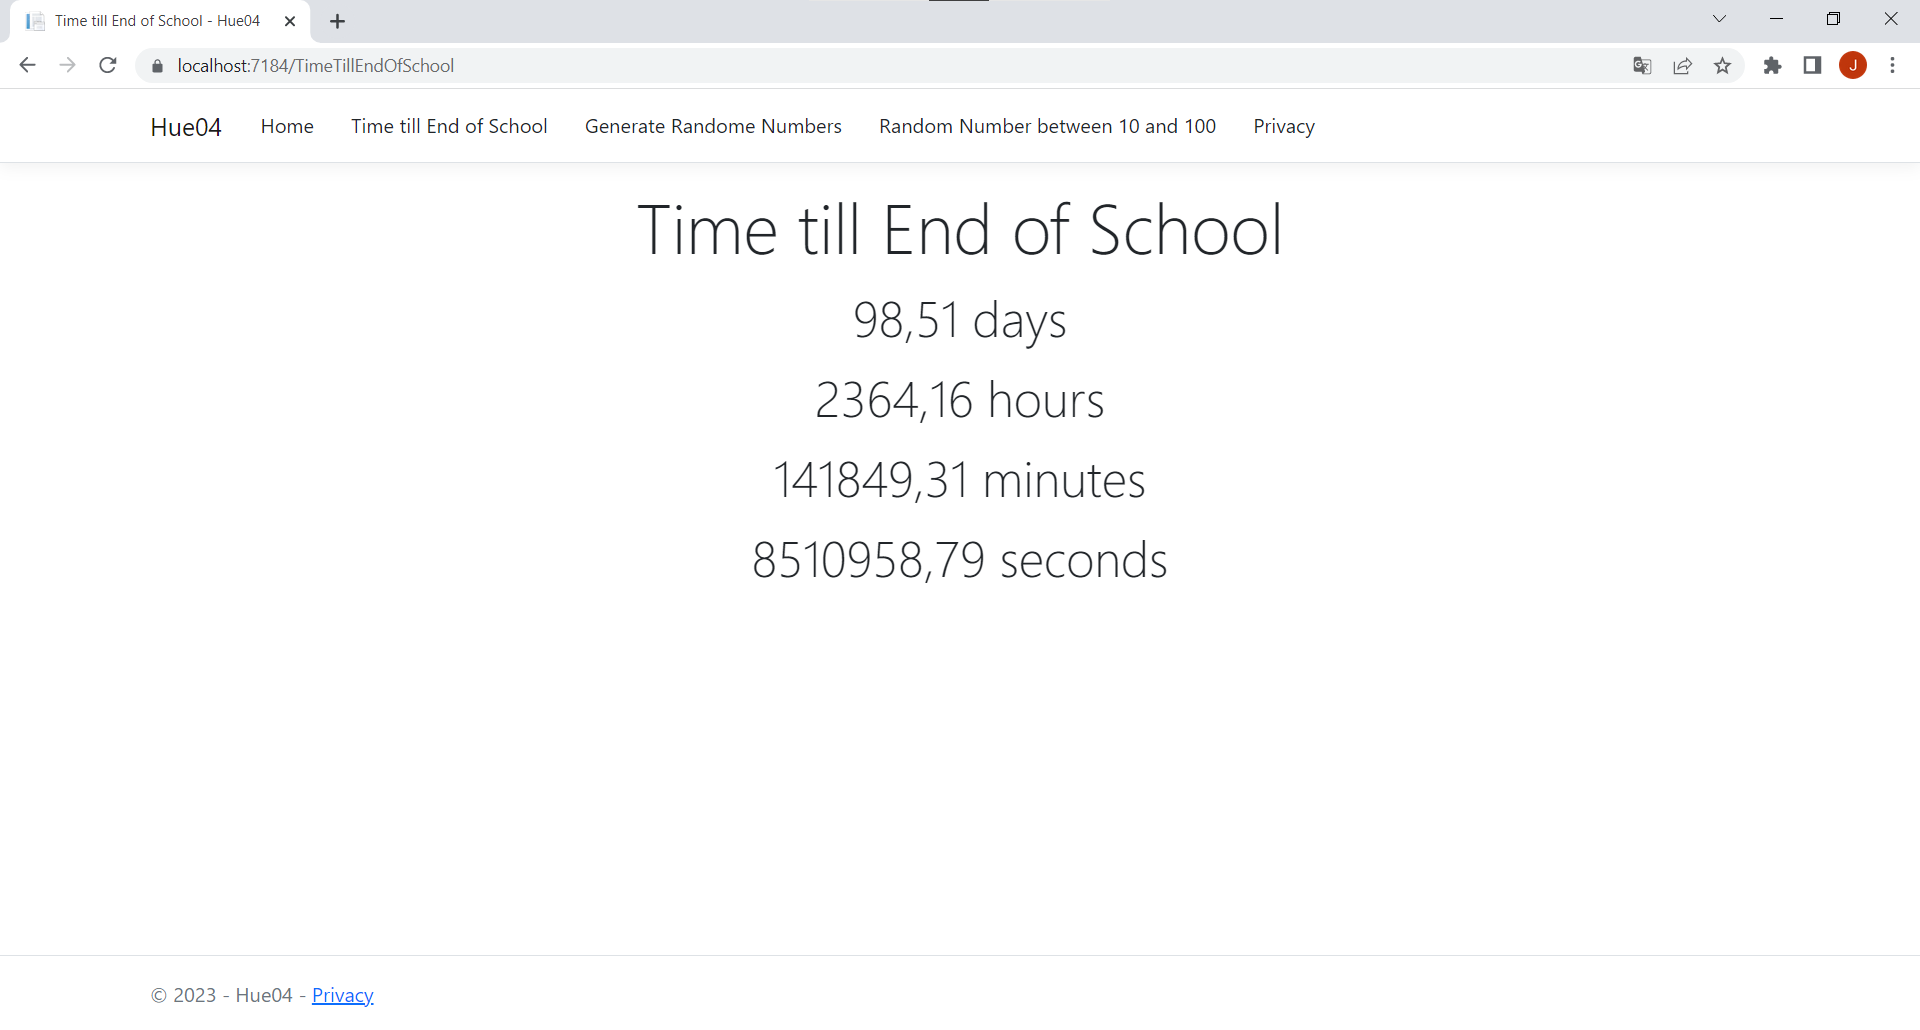 Time till End of School - Hue04
localhost:7184/TimeTillEndOfSchool
J
Hue04 Home Time till End of School Generate Randome Numbers Random Number between 10 and 100 Privacy
Time till End of School
98,51 days
2364,16 hours
141849,31 minutes
8510958,79 seconds
© 2023 - Hue04 - Privacy